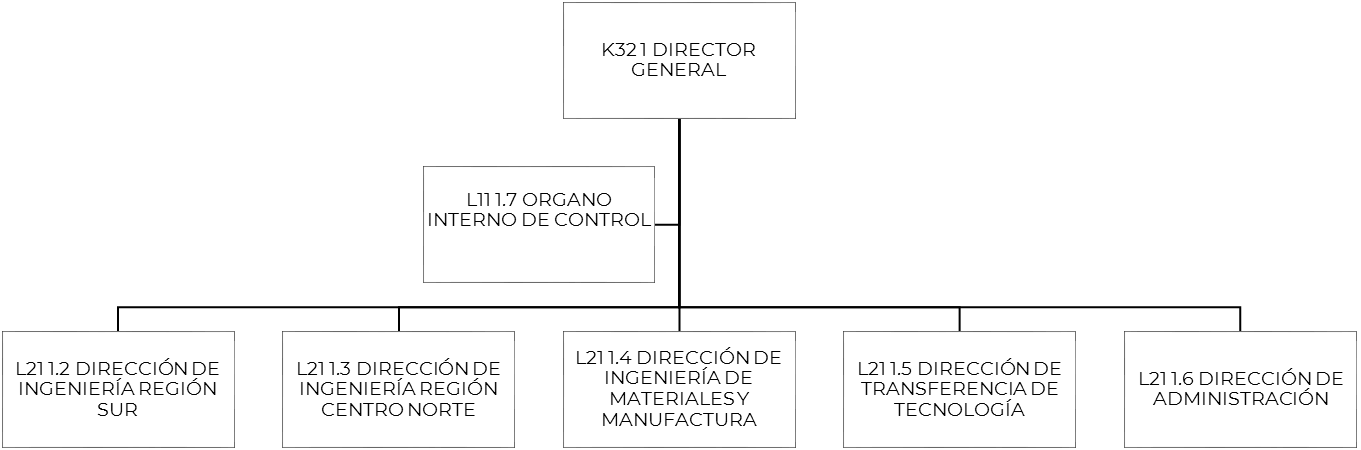 K32 1 DIRECTOR
GENERAL
L11 1.7 ORGANO
INTERNO DE CONTROL
L21 1.2 DIRECCIÓN DE
INGENIERÍA REGIÓN
SUR
L21 1.3 DIRECCIÓN DE
INGENIERÍA REGIÓN
CENTRO NORTE
L21 1.4 DIRECCIÓN DE
INGENIERÍA DE
MATERIALES Y
MANUFACTURA
L21 1.5 DIRECCIÓN DE
TRANSFERENCIA DE
TECNOLOGÍA
L21 1.6 DIRECCIÓN DE
ADMINISTRACIÓN